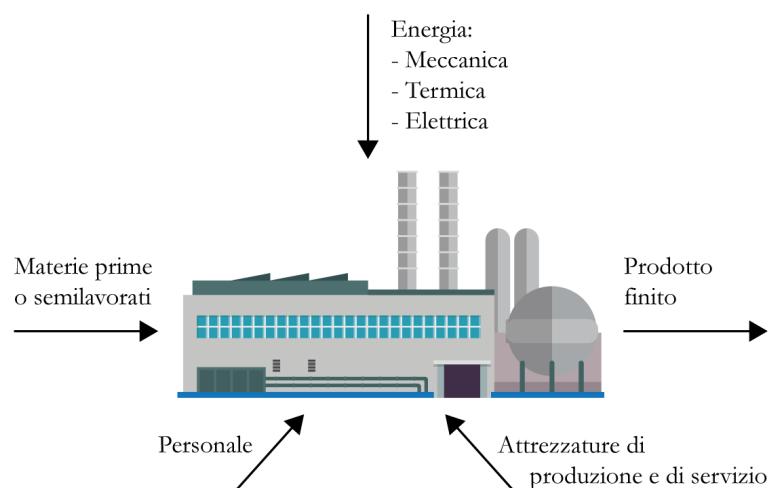 Energia:
- Meccanica
- Termica
- Elettrica
Materie prime
o semilavorati
Prodotto
finito
Personale
Attrezzature di
produzione e di servizio